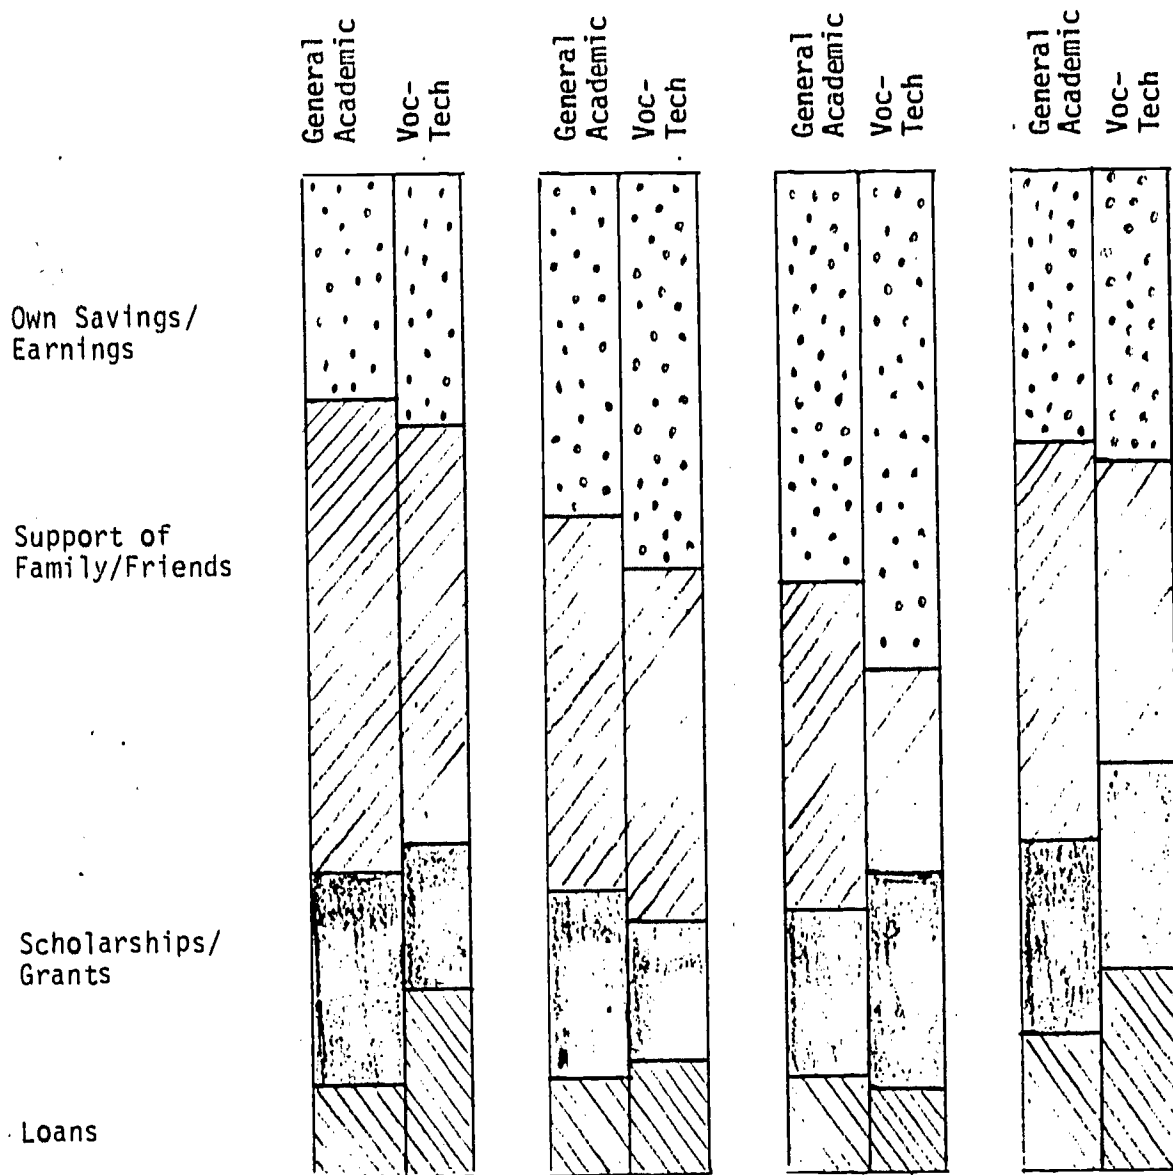 General
Academic
Voc-
Tech
General
Academic
Voc-
Tech
General
Academic
Voc-
Tech
General
Academic
Voc-
Tech
Own Savings/
Earnings
Support of
Family/Friends
Scholarships/
Grants
Loans